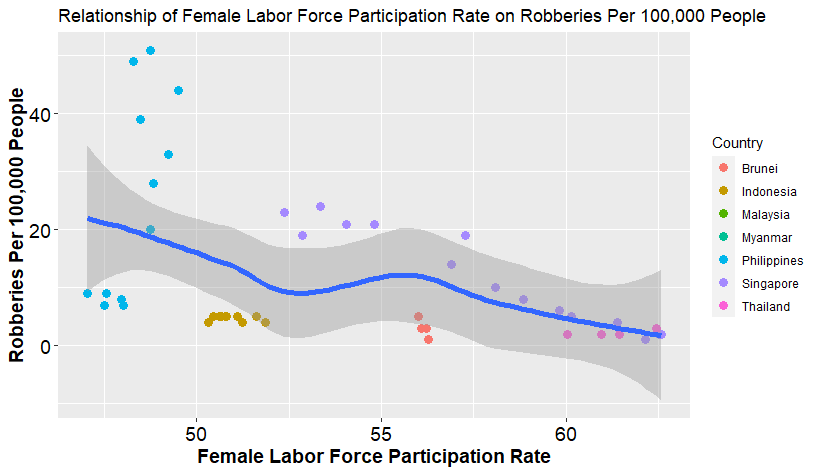 Relationship of Female Labor Force Participation Rate on Robberies Per 100,000 People
Robberies Per 100,000 People
40
20
0
50
55
60
Female Labor Force Participation Rate
Country
Brunei
Indonesia
Malaysia
Myanmar
Philippines
Singapore
Thailand